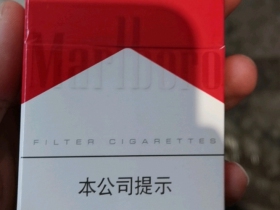 Marlboro
FILTER CIGARETTES
本公司提示